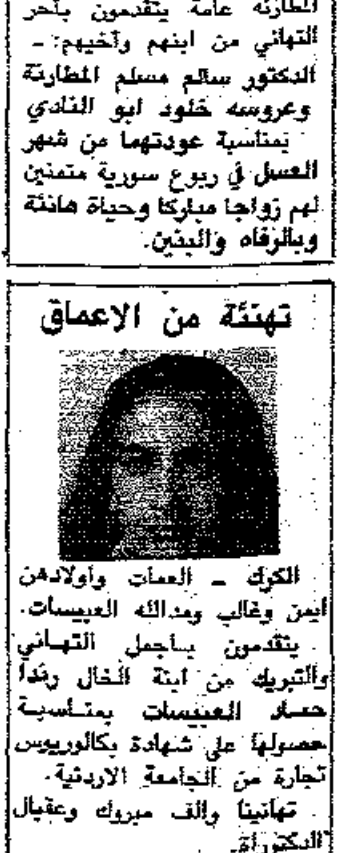 المطارنة عامة يتقدمون بأحر
التهاني من ابنهم وأخيهم: -
الدكتور سالم مسلم المطارنة
وعروسه خلود ابو النادي
بمناسبة عودتهما من شهر
العسل في ربوع سورية متمنين
لهم زواجا مباركا وحياة هانئة
وبالرفاه والبنين.
تهنئة من الاعماق
الكرك - العمات وأولادهن
ايمن وغالب وعبدالله العبيسات.
يتقدمون بأجمل التهاني
والتبريك من ابنة الخال رندا
حماد العبيسات بمناسبة
حصولها على شهادة بكالوريوس
تجارة من الجامعة الاردنية.
تهانينا والف مبروك وعقبال
الدكتوراة.